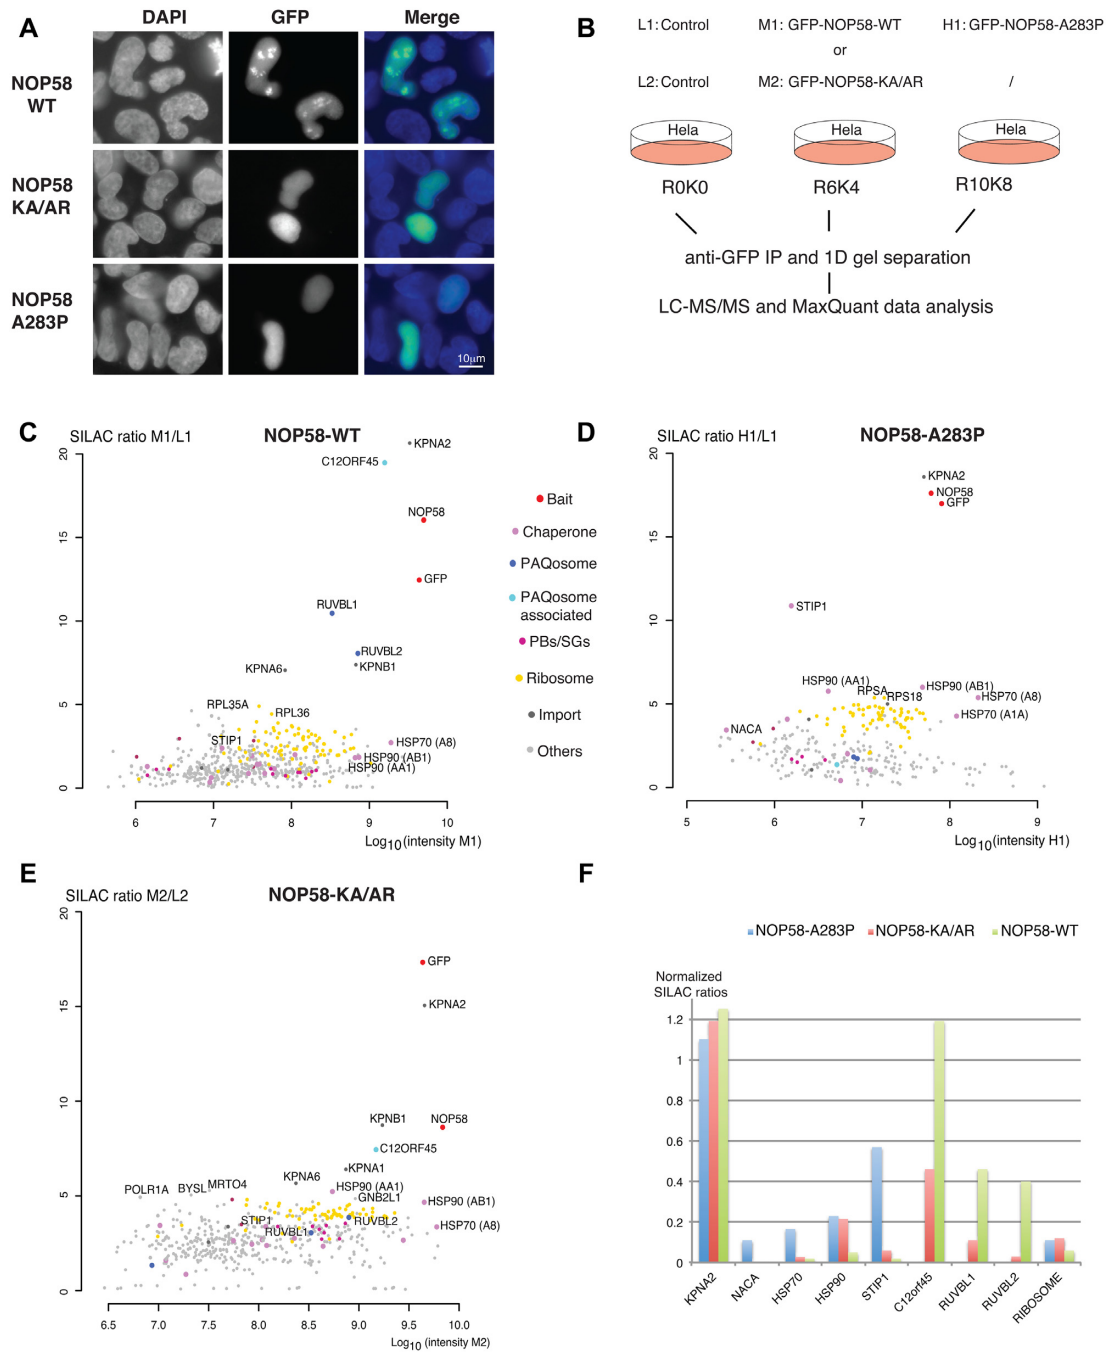 A
DAPI GFP Merge
NOP58
WT
NOP58
KA/AR
NOP58
A283P
10μm
B
L1: Control M1: GFP-NOP58-WT H1: GFP-NOP58-A283P
or
L2: Control M2: GFP-NOP58-KA/AR /
Hela Hela Hela
R0K0 R6K4 R10K8
anti-GFP IP and 1D gel separation
LC-MS/MS and MaxQuant data analysis
C
SILAC ratio M1/L1 NOP58-WT
20
15
10
5
0
KPNA2
C12ORF45
NOP58
GFP
RUVBL1
RUVBL2
KPNB1
KPNA6
RPL35A
RPL36
STIP1
HSP70 (A8)
HSP90 (AB1)
HSP90 (AA1)
6 7 8 9 10
Log10 (intensity M1)
Bait
Chaperone
PAQosome
PAQosome
associated
PBs/SGs
Ribosome
Import
Others
D
SILAC ratio H1/L1 NOP58-A283P
20
15
10
5
0
KPNA2
NOP58
GFP
STIP1
HSP90 (AA1)
RPSA
RPS18
HSP90 (AB1)
HSP70 (A8)
HSP70 (A1A)
NACA
5 6 7 8 9
Log10 (intensity H1)
E
SILAC ratio M2/L2 NOP58-KA/AR
20
15
10
5
0
GFP
KPNA2
KPNB1
NOP58
C12ORF45
KPNA1
KPNA6
HSP90 (AA1)
GNB2L1
POLR1A
BYSL
MRTO4
HSP90 (AB1)
STIP1
RUVBL1
RUVBL2
HSP70 (A8)
6.5 7.0 7.5 8.0 8.5 9.0 9.5 10.0
Log10 (intensity M2)
F
NOP58-A283P NOP58-KA/AR NOP58-WT
Normalized
SILAC ratios
1.2
1
0.8
0.6
0.4
0.2
0
KPNA2
NACA
HSP70
HSP90
STIP1
C12orf45
RUVBL1
RUVBL2
RIBOSOME